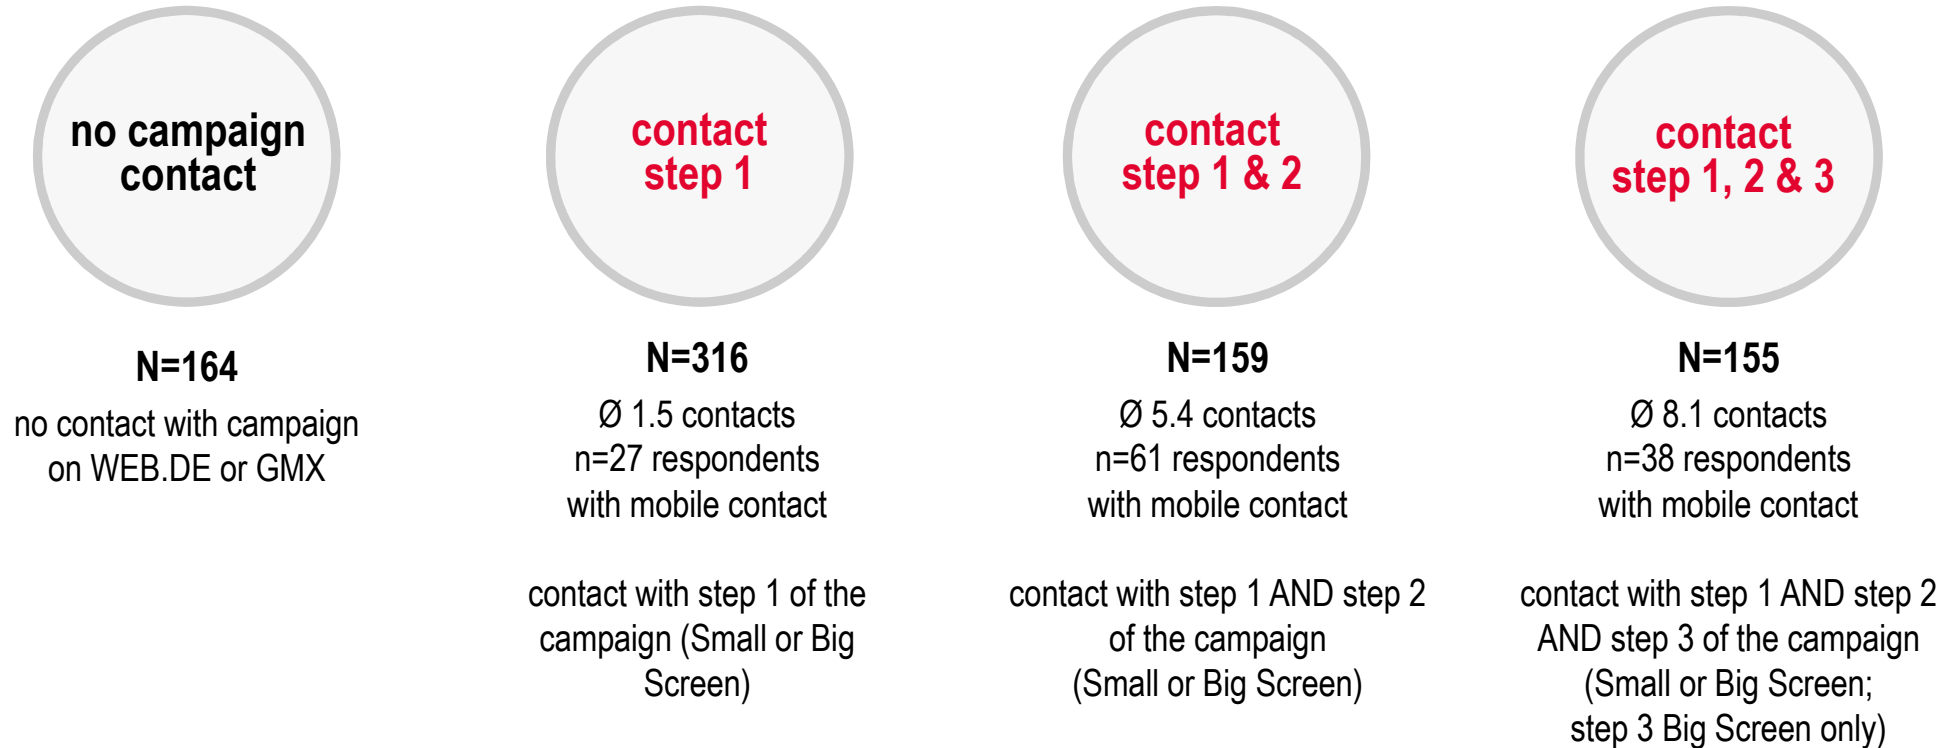 no campaign
contact
N=164
no contact with campaign
on WEB.DE or GMX
contact
step 1
N=316
Ø 1.5 contacts
n=27 respondents
with mobile contact
contact with step 1 of the
campaign (Small or Big
Screen)
contact
step 1 & 2
N=159
Ø 5.4 contacts
n=61 respondents
with mobile contact
contact with step 1 AND step 2
of the campaign
(Small or Big Screen)
contact
step 1, 2 & 3
N=155
Ø 8.1 contacts
n=38 respondents
with mobile contact
contact with step 1 AND step 2
AND step 3 of the campaign
(Small or Big Screen;
step 3 Big Screen only)